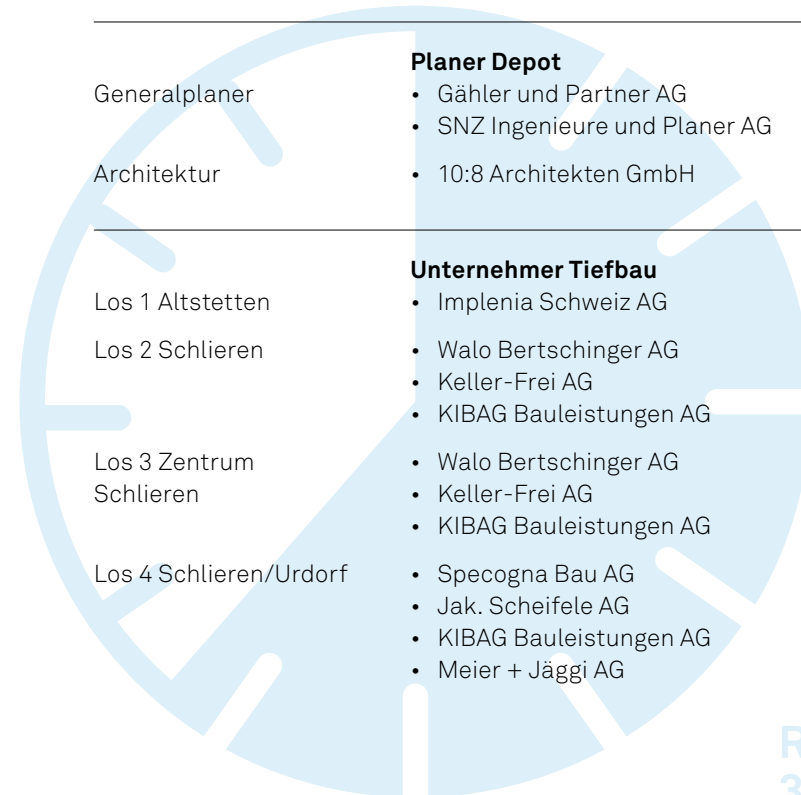 Planer Depot
Generalplaner
• Gähler und Partner AG
• SNZ Ingenieure und Planer AG
Architektur
• 10:8 Architekten GmbH
Unternehmer Tiefbau
Los 1 Altstetten
• Implenia Schweiz AG
Los 2 Schlieren
• Walo Bertschinger AG
• Keller-Frei AG
• KIBAG Bauleistungen AG
Los 3 Zentrum
Schlieren
• Walo Bertschinger AG
• Keller-Frei AG
• KIBAG Bauleistungen AG
Los 4 Schlieren/Urdorf
• Specogna Bau AG
• Jak. Scheifele AG
• KIBAG Bauleistungen AG
• Meier + Jäggi AG